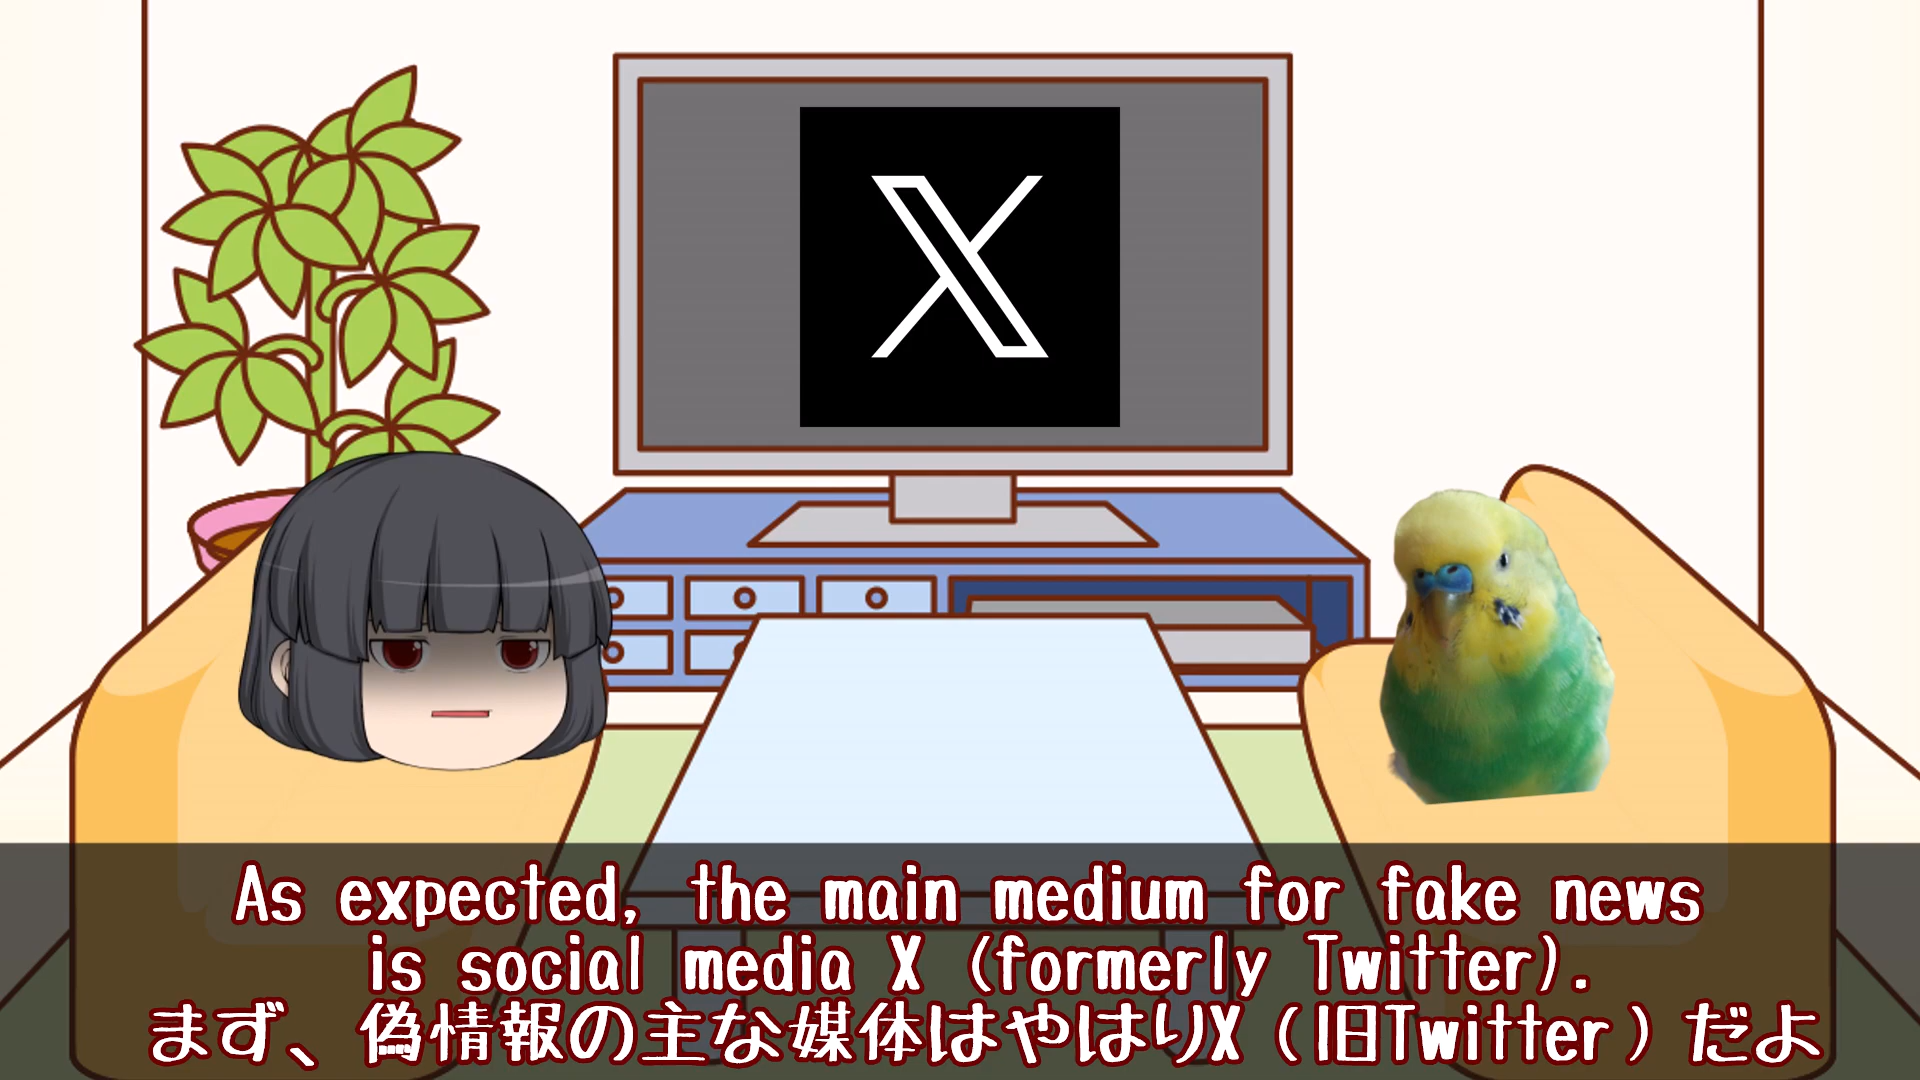 X
As expected, the main medium for fake news
is social media X (formerly Twitter).
まず、偽情報の主な媒体はやはりX（旧Twitter）だよ